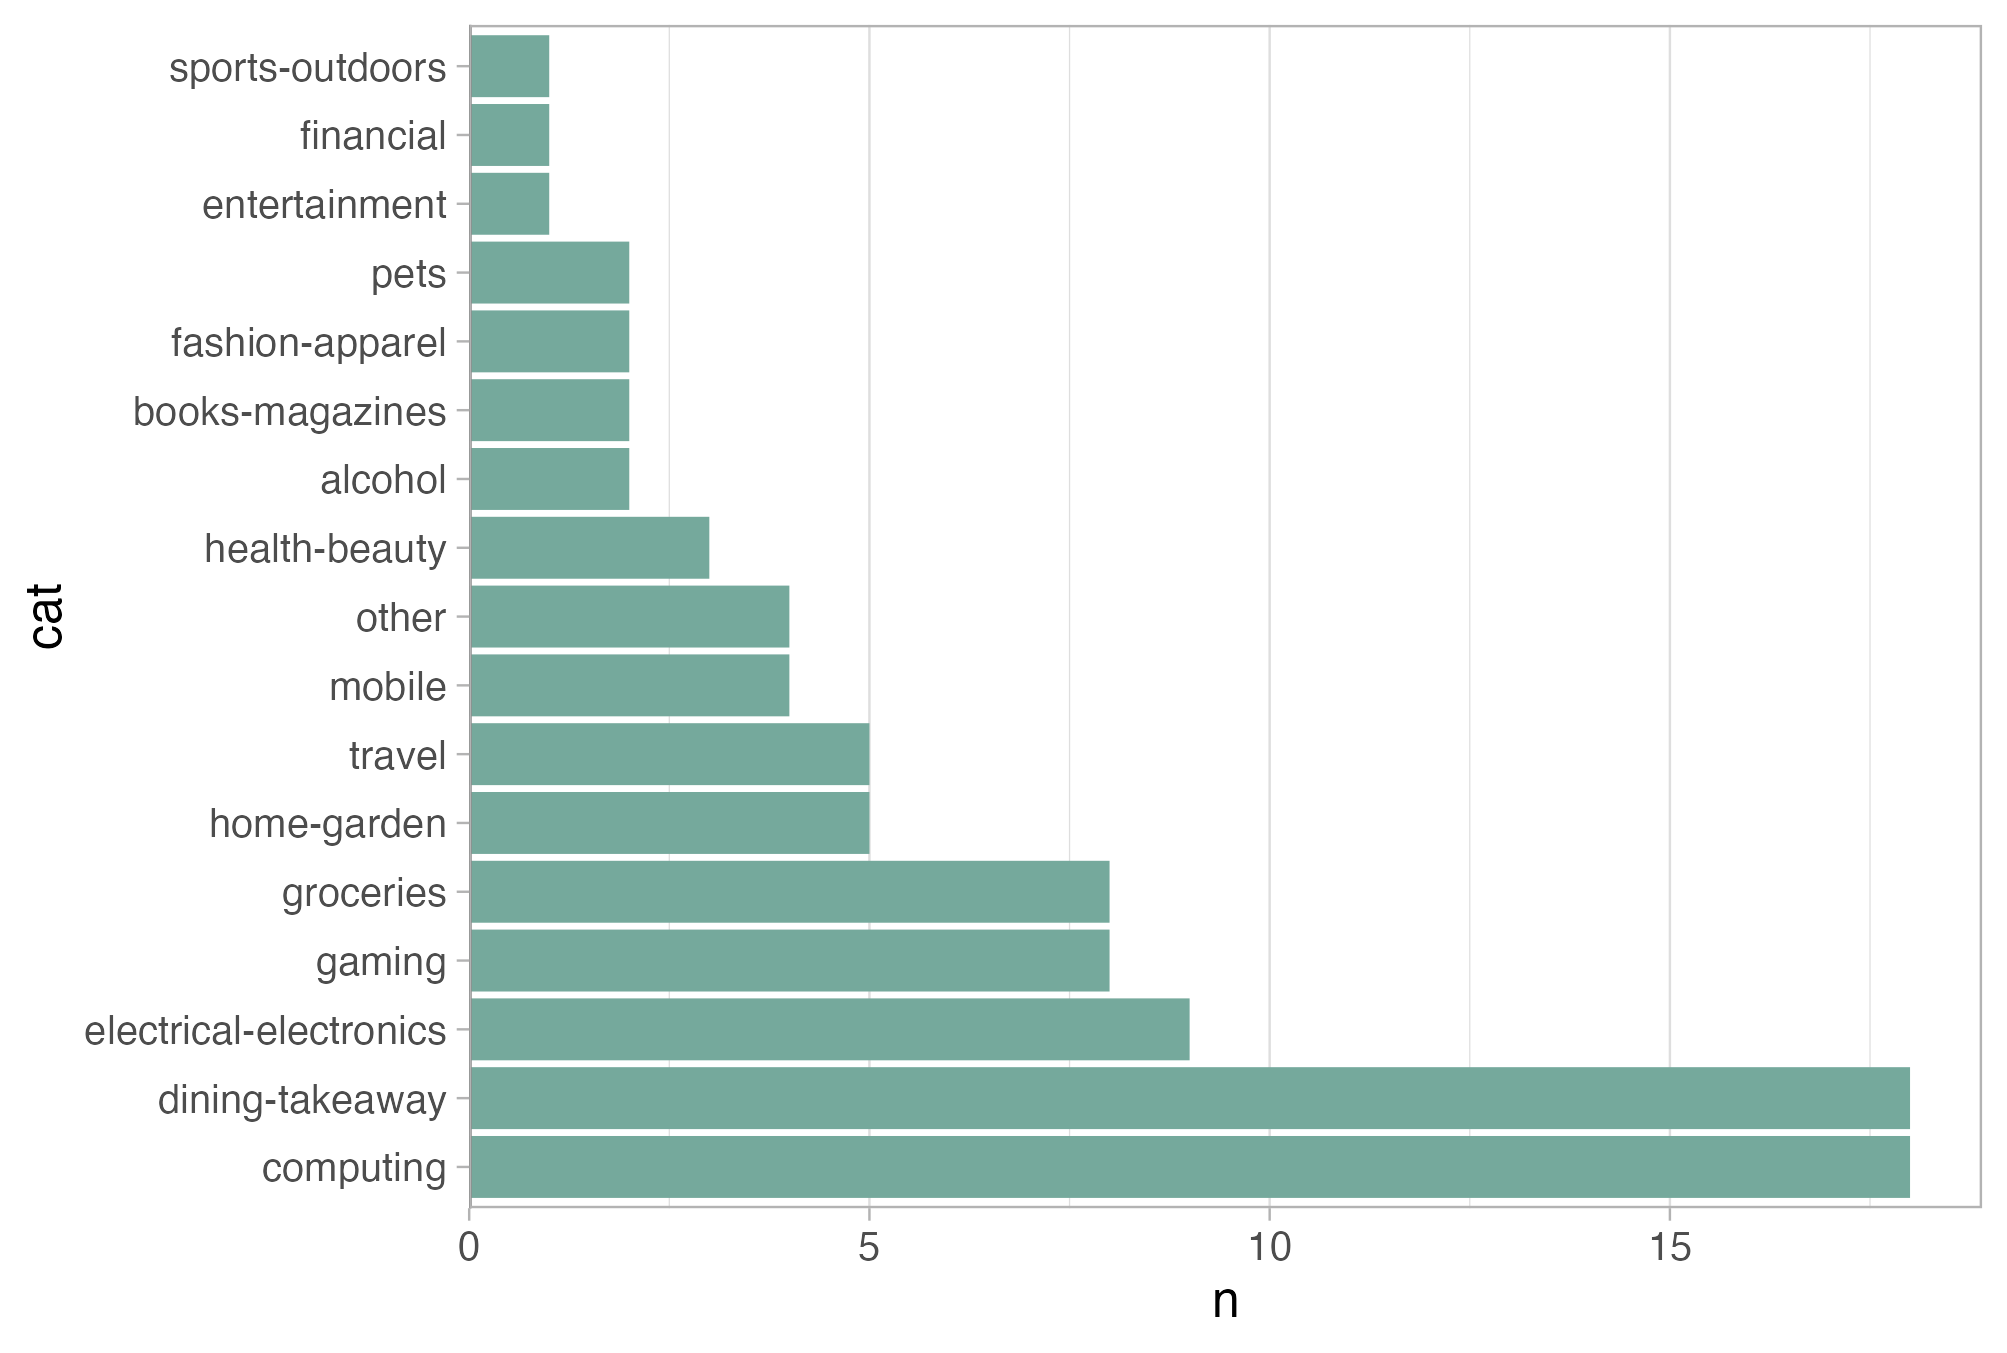 sports-outdoors
financial
entertainment
pets
fashion-apparel
books-magazines
alcohol
health-beauty
other
mobile
travel
home-garden
groceries
gaming
electrical-electronics
dining-takeaway
computing
cat
0 5 10 15
n